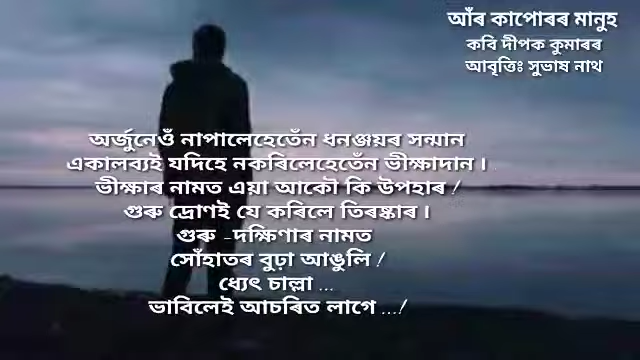 আঁৰ কাপোৰৰ মানুহ
কবি দীপক কুমাৰৰ
আবৃত্তিঃ সুভাষ নাথ
অৰ্জুনেওঁ নাপালেহেতেঁন ধনঞ্জয়ৰ সন্মান
একালব্যই যদিহে নকৰিলেহেতেঁন ভীক্ষাদান ।
ভীক্ষাৰ নামত এয়া আকৌ কি উপহাৰ !
গুৰু দ্ৰোণই যে কৰিলে তিৰষ্কাৰ ।
গুৰু -দক্ষিণাৰ নামত
সোঁহাতৰ বুঢ়া আঙুলি !
ধ্যেৎ চাল্লা ...
ভাবিলেই আচৰিত লাগে ...!